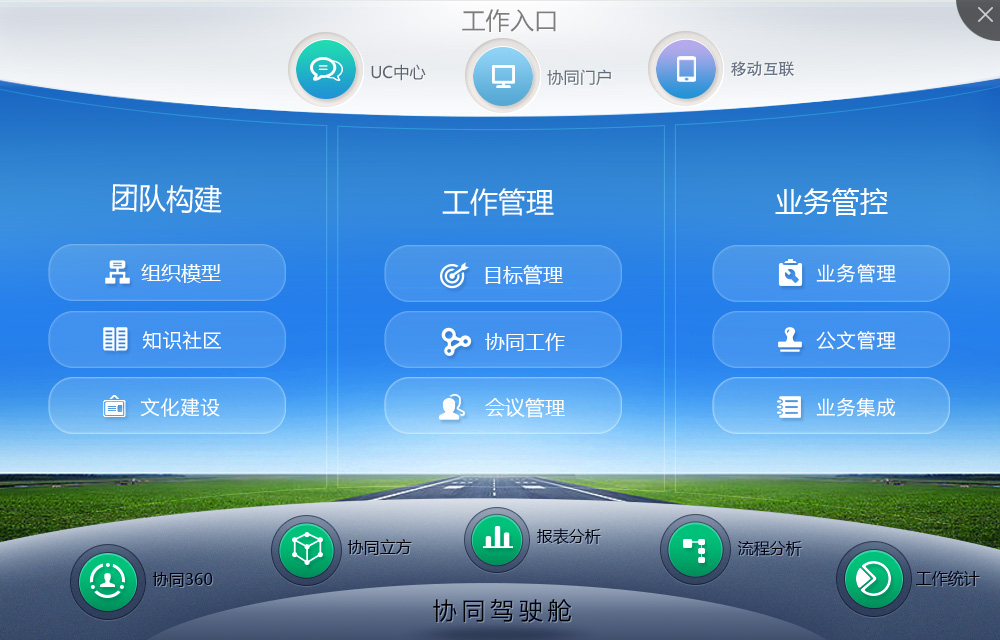 工作入口
UC中心
协同门户
移动互联
团队构建
工作管理
业务管控
组织模型
目标管理
业务管理
知识社区
协同工作
公文管理
文化建设
会议管理
业务集成
协同360
协同立方
报表分析
流程分析
工作统计
协同驾驶舱